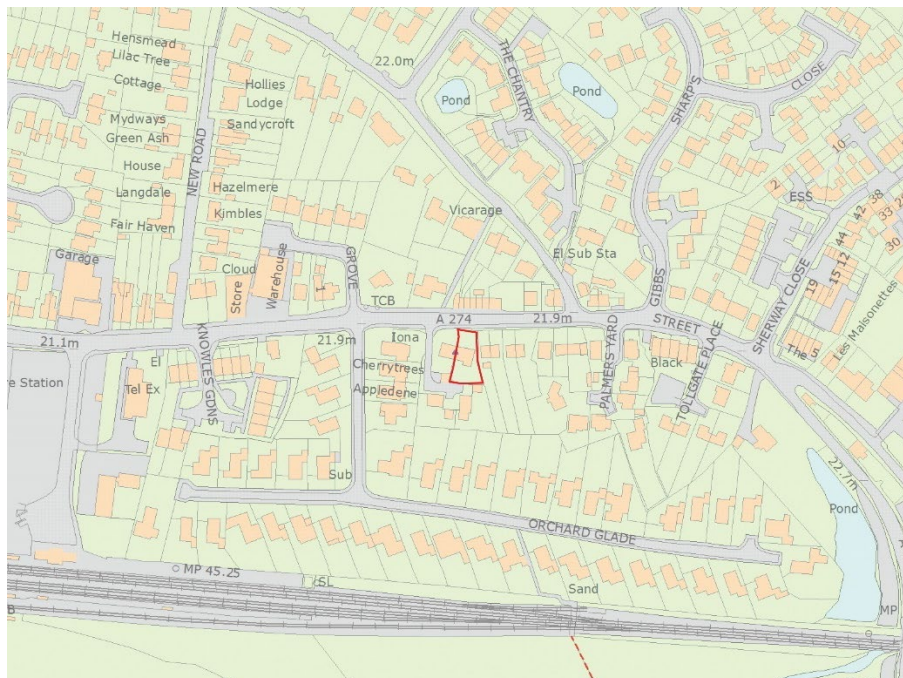 Hensmead
Lilac Tree
Cottage
Mydways
Green Ash
House
Langdale
Fair Haven
Garage
NEW ROAD
Hollies
Lodge
Sandycroft
Hazelmere
Kimbles
Cloud
Store
Warehouse
1
GROVE
TCB
22.0m
Pond
THE CHANTRY
Pond
SHARP'S
CLOSE
Vicarage
El Sub Sta
GIBBS
2
10
ESS
38
42
44
33
30
12
15
19
SHERWAY CLOSE
The 5
Les Maisonettes
21.1m
21.9m
A 274
21.9m
STREET
Iona
Cherrytrees
Appledene
PALMERS YARD
Black
TOLLGATE PLACE
El
Tel Ex
KNOWLES GDNS
re Station
Sub
22.7m
Pond
ORCHARD GLADE
MP 45.25
SL
Sand
MP